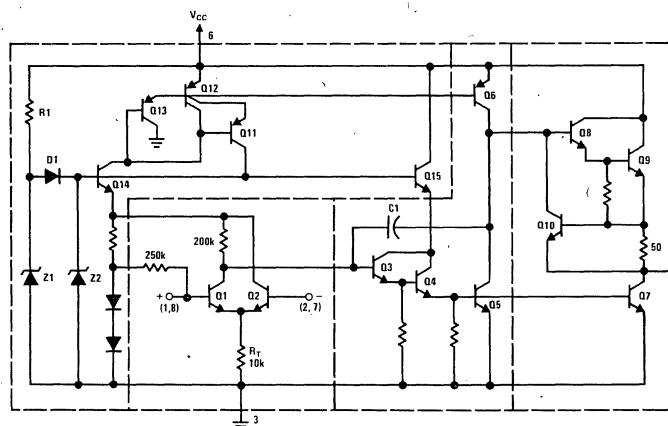 VCC
6
Q12
Q6
Q13
R1
Q11
Q8
D1
Q9
Q14
Q15
C1
Q10
200k
250k
Q3
50
Z1
Z2
Q4
+
Q1
Q2
−
Q5
Q7
(1,8)
(2, 7)
RT
10k
3